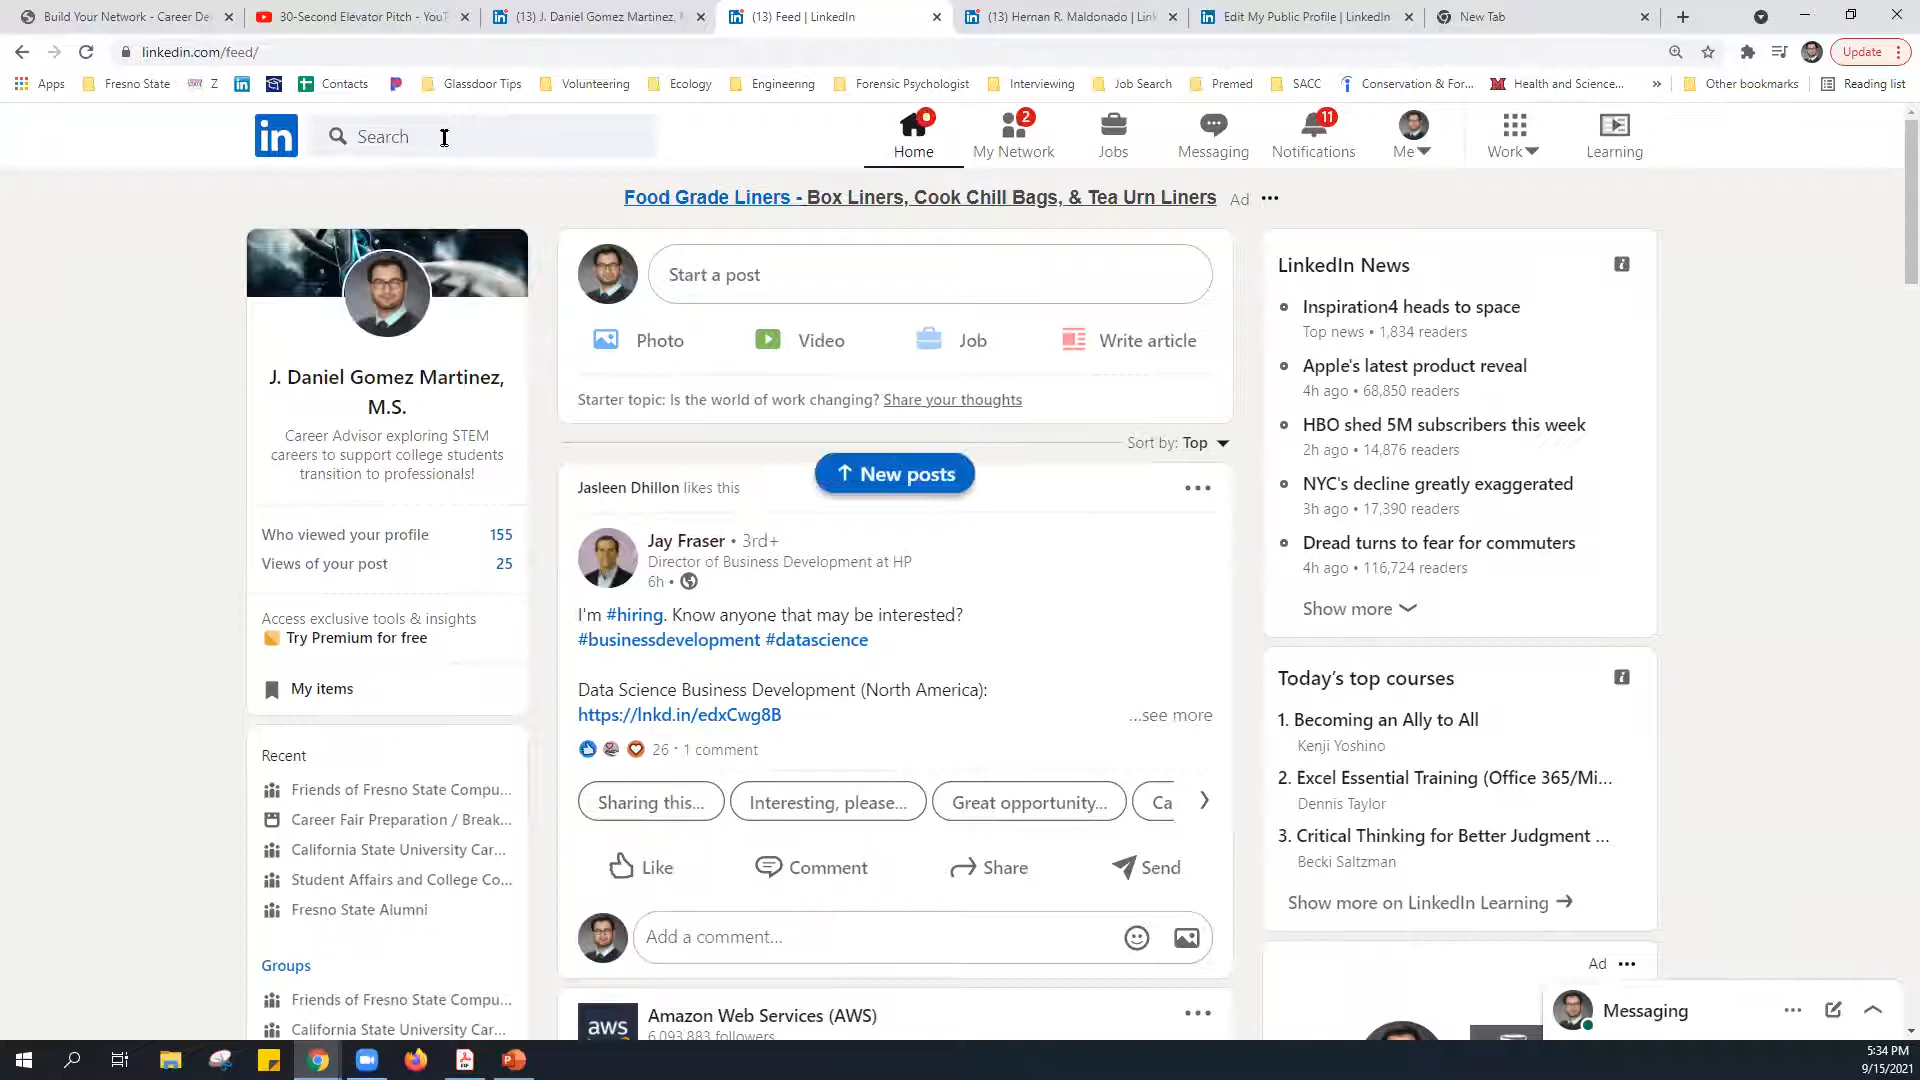 Build Your Network - Career De
30-Second Elevator Pitch - YouT
(13) J. Daniel Gomez Martinez,
(13) Feed | LinkedIn
(13) Hernan R. Maldonado | Link
Edit My Public Profile | LinkedIn
New Tab
linkedin.com/feed/
Update
Apps
Fresno State
Z
Contacts
Glassdoor Tips
Volunteering
Ecology
Engineerng
Forensic Psychologist
Interviewing
Job Search
Premed
SACC
Conservation & For...
Health and Science...
»
Other bookmarks
Reading list
in
Search
Home
2
My Network
Jobs
Messaging
11
Notifications
Me
Work
Learning
Food Grade Liners - Box Liners, Cook Chill Bags, & Tea Urn Liners
Ad
J. Daniel Gomez Martinez,
M.S.
Career Advisor exploring STEM
careers to support college students
transition to professionals!
Who viewed your profile 155
Views of your post 25
Access exclusive tools & insights
Try Premium for free
My items
Recent
Friends of Fresno State Compu...
Career Fair Preparation / Break...
California State University Car...
Student Affairs and College Co...
Fresno State Alumni
Groups
Friends of Fresno State Compu...
California State University Car...
Start a post
Photo
Video
Job
Write article
Starter topic: Is the world of work changing? Share your thoughts
Sort by: Top
↑ New posts
Jasleen Dhillon likes this
Jay Fraser • 3rd+
Director of Business Development at HP
6h •
I'm #hiring. Know anyone that may be interested?
#businessdevelopment #datascience
Data Science Business Development (North America):
https://lnkd.in/edxCwg8B
...see more
26 · 1 comment
Sharing this...
Interesting, please...
Great opportunity...
Ca
Like
Comment
Share
Send
Add a comment...
aws
Amazon Web Services (AWS)
6,093,883 followers
LinkedIn News
Inspiration4 heads to space
Top news • 1,834 readers
Apple's latest product reveal
4h ago • 68,850 readers
HBO shed 5M subscribers this week
2h ago • 14,876 readers
NYC's decline greatly exaggerated
3h ago • 17,390 readers
Dread turns to fear for commuters
4h ago • 116,724 readers
Show more
Today's top courses
1. Becoming an Ally to All
Kenji Yoshino
2. Excel Essential Training (Office 365/Mi...
Dennis Taylor
3. Critical Thinking for Better Judgment ...
Becki Saltzman
Show more on LinkedIn Learning →
Ad
Messaging
5:34 PM
9/15/2021